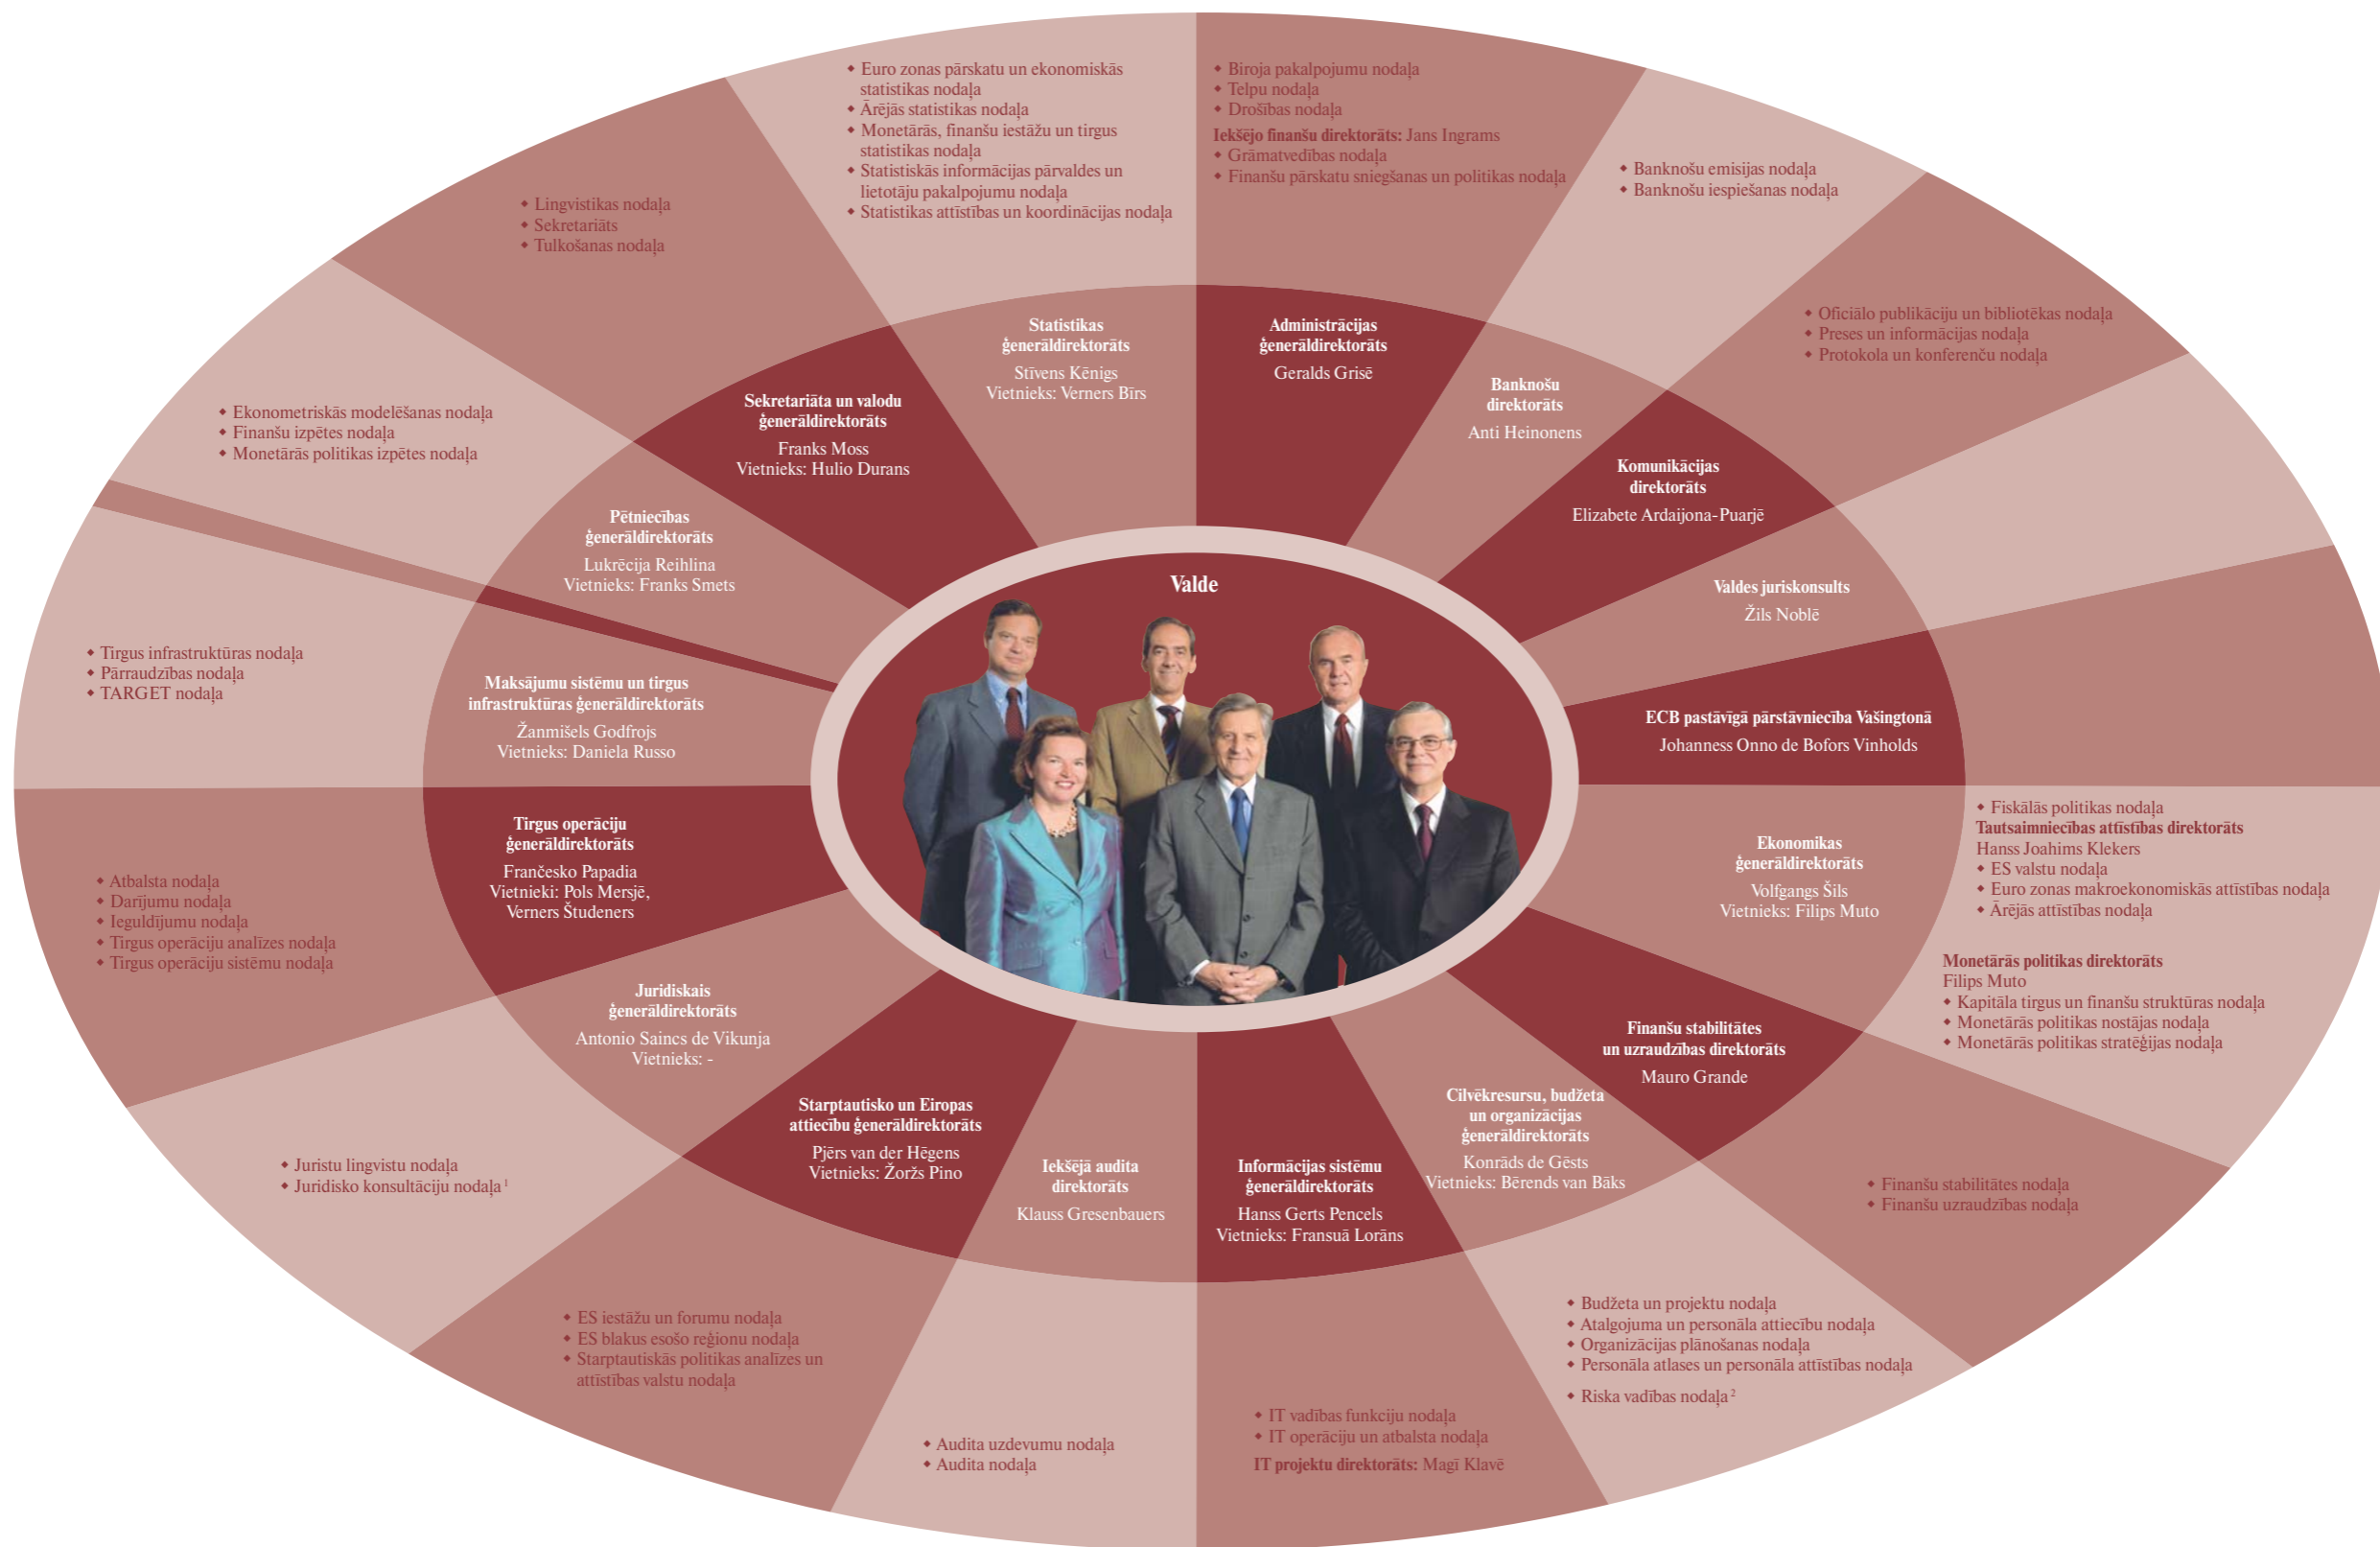 Valde
Administrācijas
ģenerāldirektorāts
Geralds Grisē
◆ Biroja pakalpojumu nodaļa
◆ Telpu nodaļa
◆ Drošības nodaļa
Iekšējo finanšu direktorāts: Jans Ingrams
◆ Grāmatvedības nodaļa
◆ Finanšu pārskatu sniegšanas un politikas nodaļa
Banknošu
direktorāts
Anti Heinonens
◆ Banknošu emisijas nodaļa
◆ Banknošu iespiešanas nodaļa
Komunikācijas
direktorāts
Elizabete Ardaijona-Puarjē
◆ Oficiālo publikāciju un bibliotēkas nodaļa
◆ Preses un informācijas nodaļa
◆ Protokola un konferenču nodaļa
Valdes juriskonsults
Žils Noblē
ECB pastāvīgā pārstāvniecība Vašingtonā
Johanness Onno de Bofors Vinholds
Ekonomikas
ģenerāldirektorāts
Volfgangs Šils
Vietnieks: Filips Muto
◆ Fiskālās politikas nodaļa
Tautsaimniecības attīstības direktorāts
Hanss Joahims Klekers
◆ ES valstu nodaļa
◆ Euro zonas makroekonomiskās attīstības nodaļa
◆ Ārējās attīstības nodaļa
Monetārās politikas direktorāts
Filips Muto
◆ Kapitāla tirgus un finanšu struktūras nodaļa
◆ Monetārās politikas nostājas nodaļa
◆ Monetārās politikas stratēģijas nodaļa
Finanšu stabilitātes
un uzraudzības direktorāts
Mauro Grande
◆ Finanšu stabilitātes nodaļa
◆ Finanšu uzraudzības nodaļa
Cilvēkresursu, budžeta
un organizācijas
ģenerāldirektorāts
Konrāds de Gēsts
Vietnieks: Bērends van Bāks
◆ Budžeta un projektu nodaļa
◆ Atalgojuma un personāla attiecību nodaļa
◆ Organizācijas plānošanas nodaļa
◆ Personāla atlases un personāla attīstības nodaļa
◆ Riska vadības nodaļa 2
Informācijas sistēmu
ģenerāldirektorāts
Hanss Gerts Pencels
Vietnieks: Fransuā Lorāns
◆ IT vadības funkciju nodaļa
◆ IT operāciju un atbalsta nodaļa
IT projektu direktorāts: Magī Klavē
Iekšējā audita
direktorāts
Klauss Gresenbauers
◆ Audita uzdevumu nodaļa
◆ Audita nodaļa
Starptautisko un Eiropas
attiecību ģenerāldirektorāts
Pjērs van der Hēgens
Vietnieks: Žoržs Pino
◆ ES iestāžu un forumu nodaļa
◆ ES blakus esošo reģionu nodaļa
◆ Starptautiskās politikas analīzes un
attīstības valstu nodaļa
Juridiskais
ģenerāldirektorāts
Antonio Saincs de Vikunja
Vietnieks: -
◆ Juristu lingvistu nodaļa
◆ Juridisko konsultāciju nodaļa 1
Tirgus operāciju
ģenerāldirektorāts
Frančesko Papadia
Vietnieki: Pols Mersjē,
Verners Študeners
◆ Atbalsta nodaļa
◆ Darījumu nodaļa
◆ Ieguldījumu nodaļa
◆ Tirgus operāciju analīzes nodaļa
◆ Tirgus operāciju sistēmu nodaļa
Maksājumu sistēmu un tirgus
infrastruktūras ģenerāldirektorāts
Žanmišels Godfrojs
Vietnieks: Daniela Russo
◆ Tirgus infrastruktūras nodaļa
◆ Pārraudzības nodaļa
◆ TARGET nodaļa
Pētniecības
ģenerāldirektorāts
Lukrēcija Reihlina
Vietnieks: Franks Smets
◆ Ekonometriskās modelēšanas nodaļa
◆ Finanšu izpētes nodaļa
◆ Monetārās politikas izpētes nodaļa
Sekretariāta un valodu
ģenerāldirektorāts
Franks Moss
Vietnieks: Hulio Durans
◆ Lingvistikas nodaļa
◆ Sekretariāts
◆ Tulkošanas nodaļa
Statistikas
ģenerāldirektorāts
Stīvens Kēnigs
Vietnieks: Verners Bīrs
◆ Euro zonas pārskatu un ekonomiskās
statistikas nodaļa
◆ Ārējās statistikas nodaļa
◆ Monetārās, finanšu iestāžu un tirgus
statistikas nodaļa
◆ Statistiskās informācijas pārvaldes un
lietotāju pakalpojumu nodaļa
◆ Statistikas attīstības un koordinācijas nodaļa